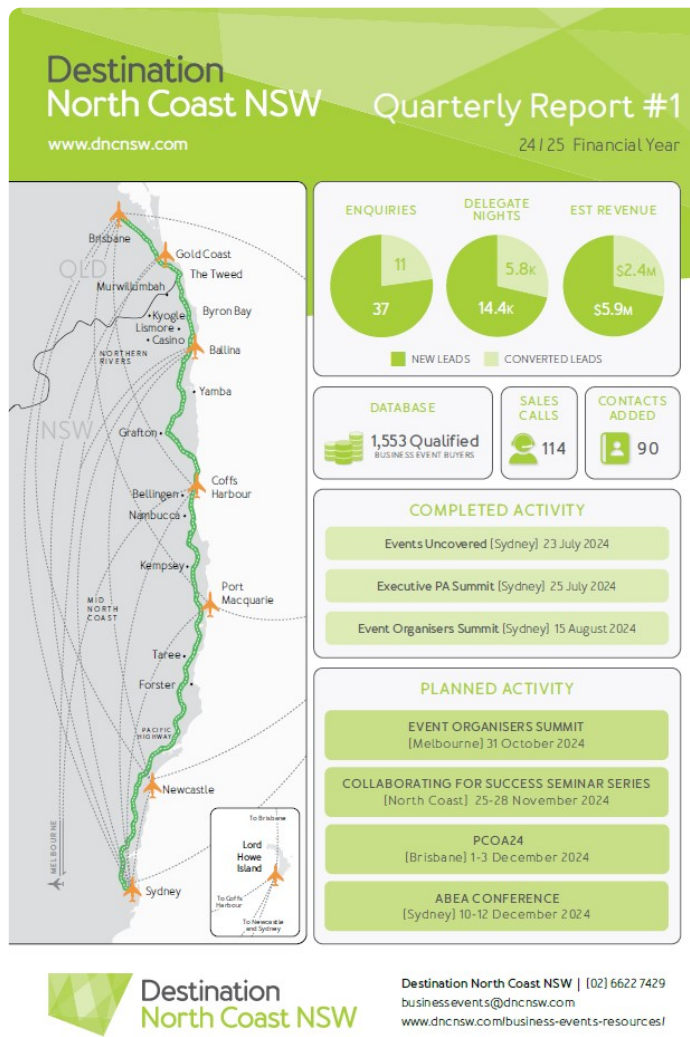 Destination
North Coast NSW
www.dncnsw.com
Quarterly Report #1
24/25 Financial Year
Brisbane
QLD
Gold Coast
The Tweed
Murwillumbah
Byron Bay
Kyogle
Lismore
Casino
NORTHERN
RIVERS
Ballina
Yamba
NSW
Grafton
Coffs
Harbour
Bellingen
Nambucca
Kempsey
MID
NORTH
COAST
Port
Macquarie
Taree
Forster
PACIFIC
HIGHWAY
Newcastle
MELBOURNE
Sydney
To Brisbane
Lord
Howe
Island
To Coffs
Harbour
To Newcastle
and Sydney
ENQUIRIES
11
37
DELEGATE
NIGHTS
5.8K
14.4K
EST REVENUE
$2.4M
$5.9M
NEW LEADS
CONVERTED LEADS
DATABASE
1,553 Qualified
BUSINESS EVENT BUYERS
SALES
CALLS
114
CONTACTS
ADDED
90
COMPLETED ACTIVITY
Events Uncovered [Sydney] 23 July 2024
Executive PA Summit [Sydney] 25 July 2024
Event Organisers Summit [Sydney] 15 August 2024
PLANNED ACTIVITY
EVENT ORGANISERS SUMMIT
[Melbourne] 31 October 2024
COLLABORATING FOR SUCCESS SEMINAR SERIES
[North Coast] 25-28 November 2024
PCOA24
[Brisbane] 1-3 December 2024
ABEA CONFERENCE
[Sydney] 10-12 December 2024
Destination
North Coast NSW
Destination North Coast NSW | [02] 6622 7429
businessevents@dncnsw.com
www.dncnsw.com/business-events-resources/